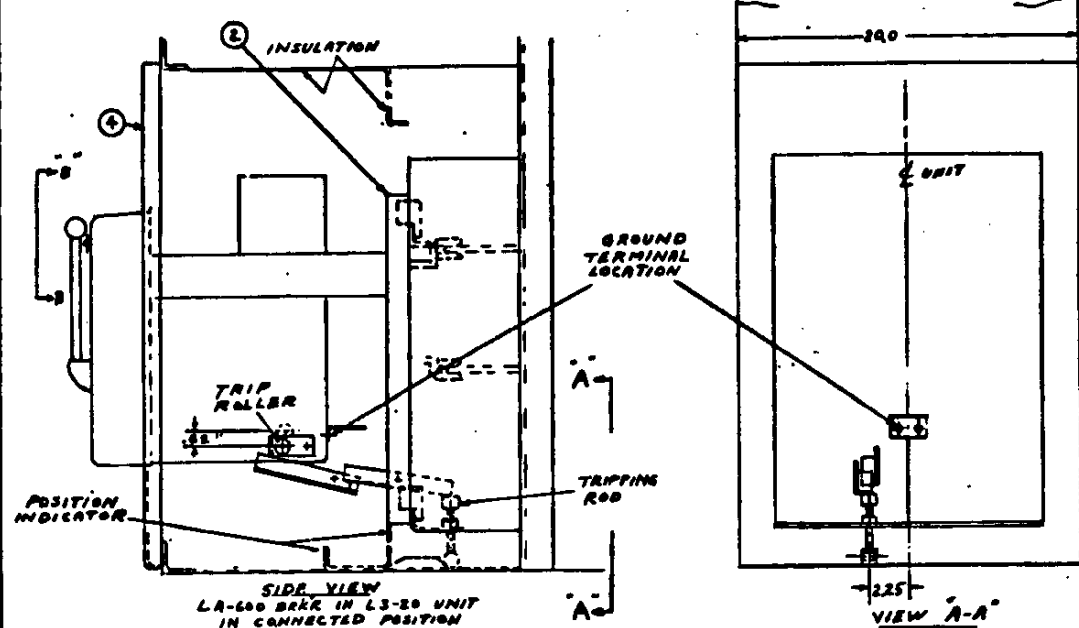 2
INSULATION
4
"B"
B
TRIP
ROLLER
.62
POSITION
INDICATOR
GROUND
TERMINAL
LOCATION
"A"
TRIPPING
ROD
"A"
SIDE VIEW
LA-600 BRKR IN LS-20 UNIT
IN CONNECTED POSITION
20.0
℄ UNIT
2.25
VIEW "A-A"